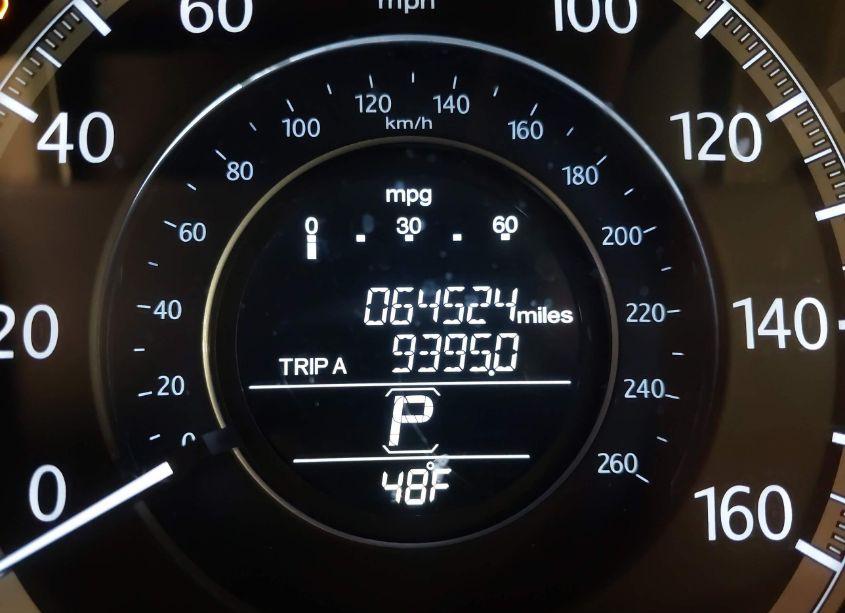 60 mph 100
120 140
100 km/h 160
40 120
80 180
mpg
0 30 60
60 200
064524 miles
40 220 140
20
TRIP A 9395.0
20 240
P
0
260
0 48°F 160